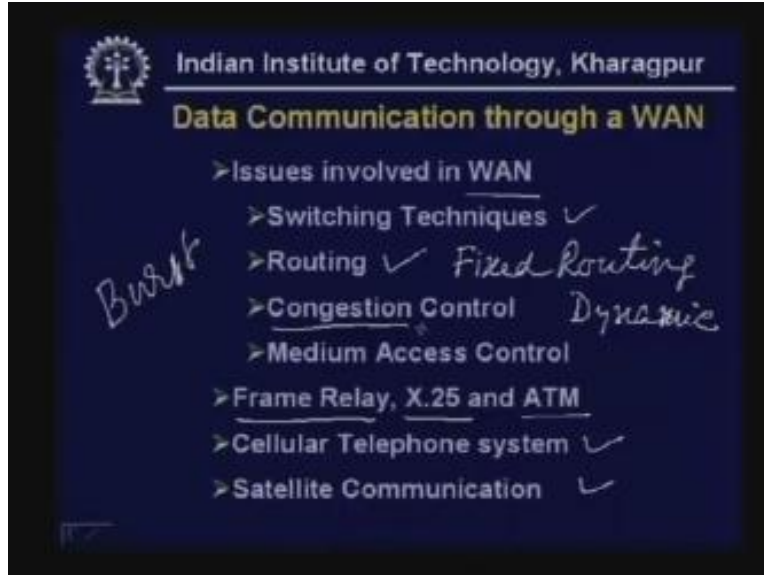 Indian Institute of Technology, Kharagpur
Data Communication through a WAN
➢Issues involved in WAN
➢Switching Techniques ✓
➢Routing ✓ Fixed Routing
Burst
➢Congestion Control Dynamic
➢Medium Access Control
➢Frame Relay, X.25 and ATM
➢Cellular Telephone system ✓
➢Satellite Communication ✓